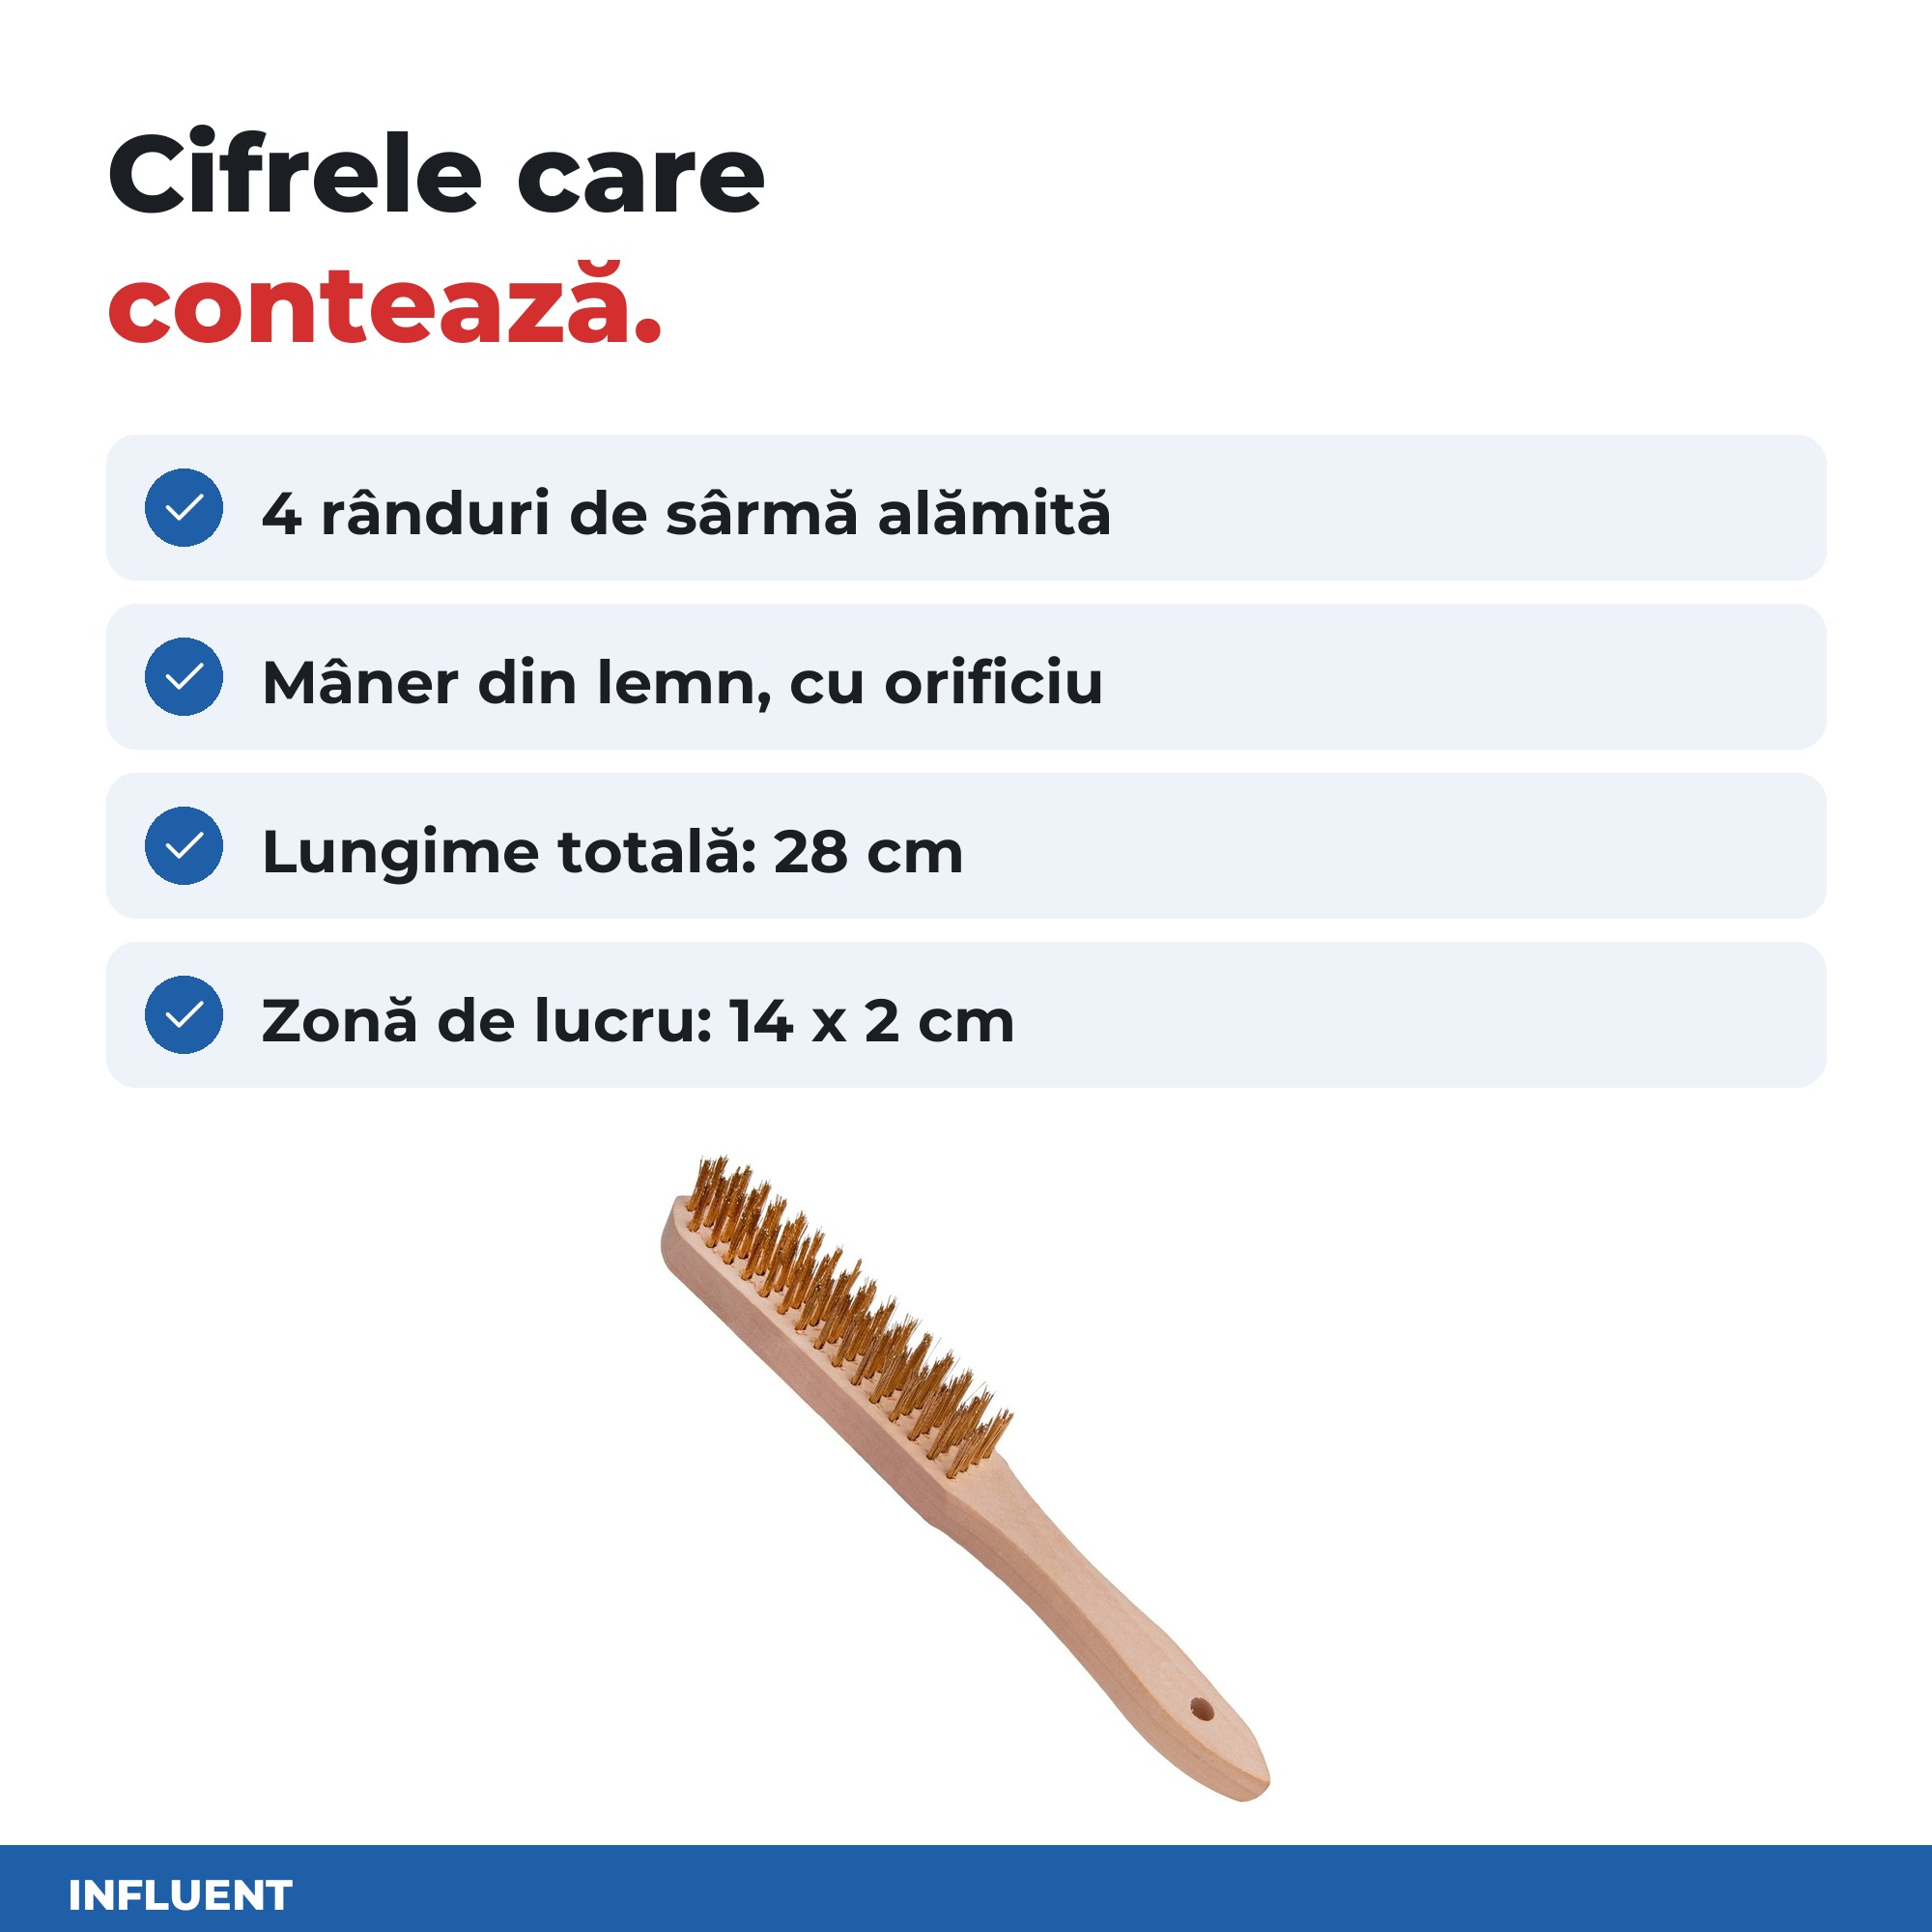 Cifrele care
contează.
4 rânduri de sârmă alămită
Mâner din lemn, cu orificiu
Lungime totală: 28 cm
Zonă de lucru: 14 x 2 cm
INFLUENT